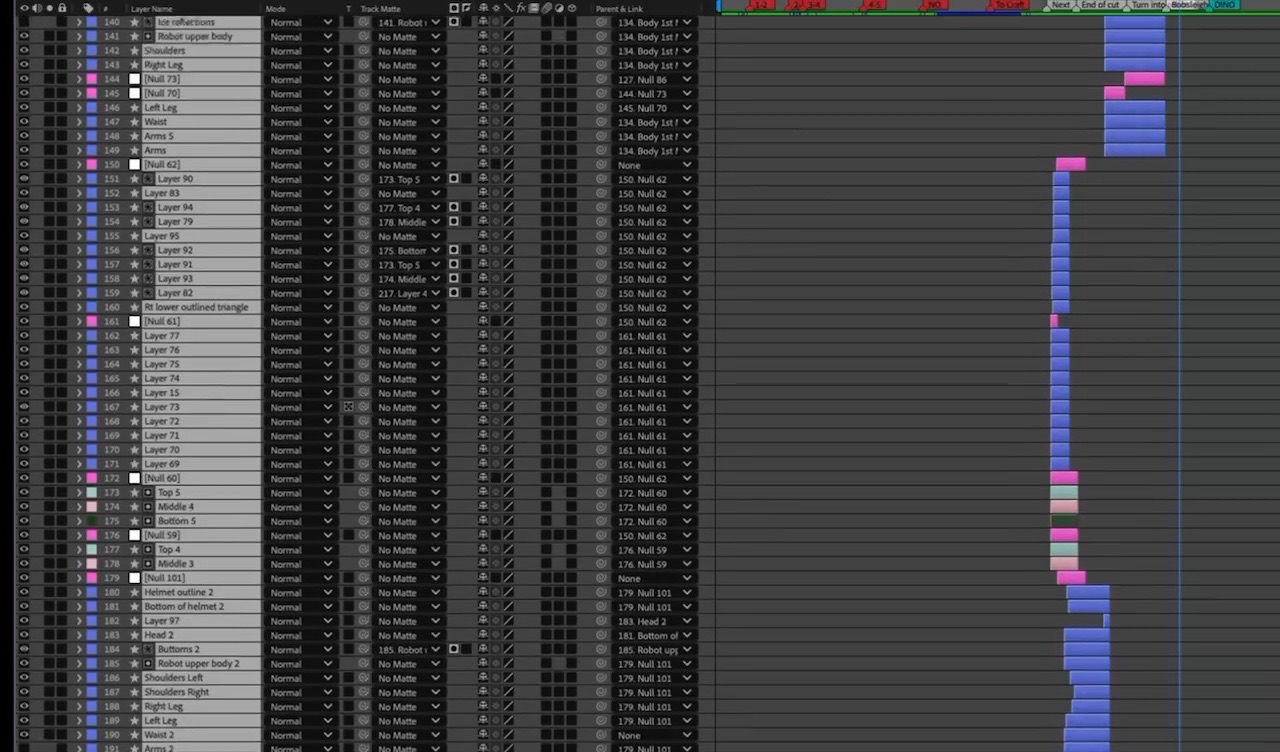 # Layer Name Mode T Track Matte fx Parent & Link 1-2 2-3 3-4 4-5 NO To Craft Next End of cut Turn into Bobsleigh DINO
140 Ice reflections Normal 141. Robot 134. Body 1st
141 Robot upper body Normal No Matte 134. Body 1st
142 Shoulders Normal No Matte 134. Body 1st
143 Right Leg Normal No Matte 134. Body 1st
144 [Null 73] Normal No Matte 127. Null 86
145 [Null 70] Normal No Matte 144. Null 73
146 Left Leg Normal No Matte 145. Null 70
147 Waist Normal No Matte 134. Body 1st
148 Arms 5 Normal No Matte 134. Body 1st
149 Arms Normal No Matte 134. Body 1st
150 [Null 62] Normal No Matte None
151 Layer 90 Normal 173. Top 5 150. Null 62
152 Layer 83 Normal No Matte 150. Null 62
153 Layer 94 Normal 177. Top 4 150. Null 62
154 Layer 79 Normal 178. Middle 150. Null 62
155 Layer 95 Normal No Matte 150. Null 62
156 Layer 92 Normal 175. Bottom 150. Null 62
157 Layer 91 Normal 173. Top 5 150. Null 62
158 Layer 93 Normal 174. Middle 150. Null 62
159 Layer 82 Normal 217. Layer 4 150. Null 62
160 Rt lower outlined triangle Normal No Matte 150. Null 62
161 [Null 61] Normal No Matte 150. Null 62
162 Layer 77 Normal No Matte 161. Null 61
163 Layer 76 Normal No Matte 161. Null 61
164 Layer 75 Normal No Matte 161. Null 61
165 Layer 74 Normal No Matte 161. Null 61
166 Layer 15 Normal No Matte 161. Null 61
167 Layer 73 Normal No Matte 161. Null 61
168 Layer 72 Normal No Matte 161. Null 61
169 Layer 71 Normal No Matte 161. Null 61
170 Layer 70 Normal No Matte 161. Null 61
171 Layer 69 Normal No Matte 161. Null 61
172 [Null 60] Normal No Matte 150. Null 62
173 Top 5 Normal No Matte 172. Null 60
174 Middle 4 Normal No Matte 172. Null 60
175 Bottom 5 Normal No Matte 172. Null 60
176 [Null 59] Normal No Matte 150. Null 62
177 Top 4 Normal No Matte 176. Null 59
178 Middle 3 Normal No Matte 176. Null 59
179 [Null 101] Normal No Matte None
180 Helmet outline 2 Normal No Matte 179. Null 101
181 Bottom of helmet 2 Normal No Matte 179. Null 101
182 Layer 97 Normal No Matte 183. Head 2
183 Head 2 Normal No Matte 181. Bottom of
184 Buttoms 2 Normal 185. Robot 185. Robot upp
185 Robot upper body 2 Normal No Matte 179. Null 101
186 Shoulders Left Normal No Matte 179. Null 101
187 Shoulders Right Normal No Matte 179. Null 101
188 Right Leg Normal No Matte 179. Null 101
189 Left Leg Normal No Matte 179. Null 101
190 Waist 2 Normal No Matte None
191 Arms 2 Normal No Matte 179. Null 101